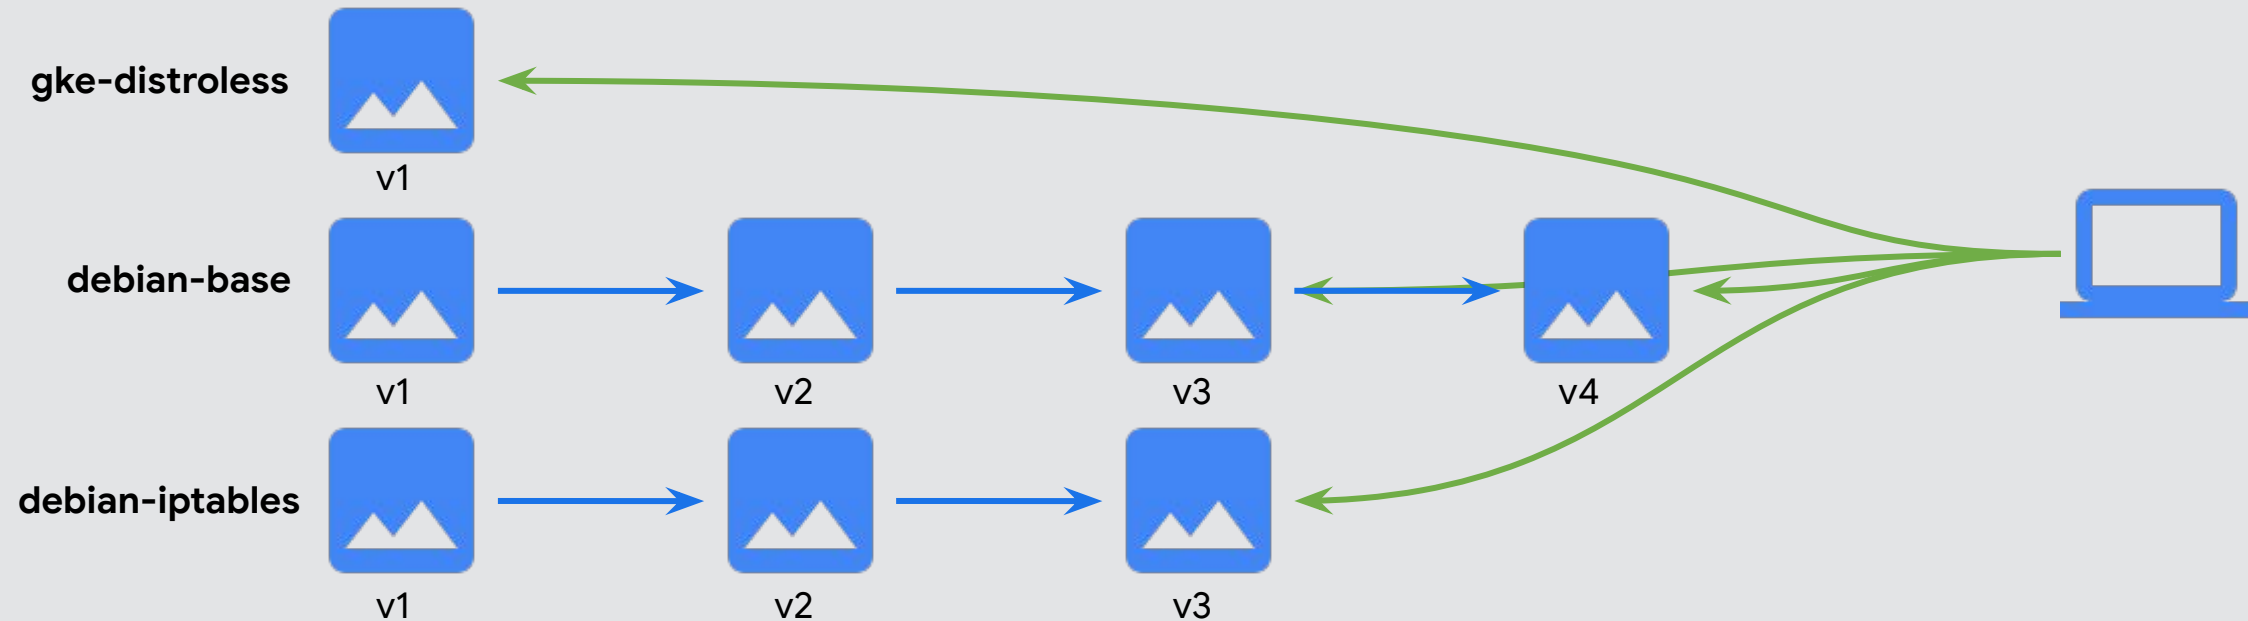 gke-distroless
v1
debian-base
v1 v2 v3 v4
debian-iptables
v1 v2 v3